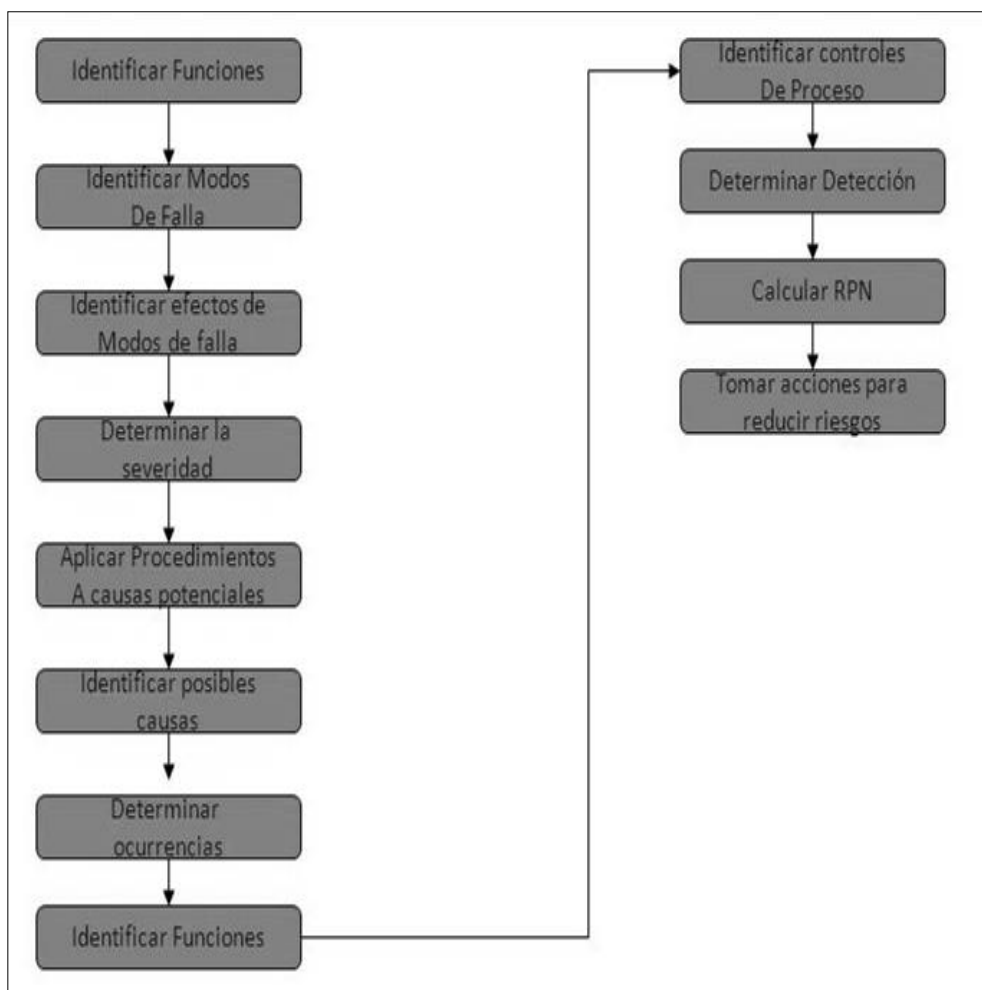 Identificar Funciones
Identificar Modos
De Falla
Identificar efectos de
Modos de falla
Determinar la
severidad
Aplicar Procedimientos
A causas potenciales
Identificar posibles
causas
Determinar
ocurrencias
Identificar Funciones
Identificar controles
De Proceso
Determinar Detección
Calcular RPN
Tomar acciones para
reducir riesgos